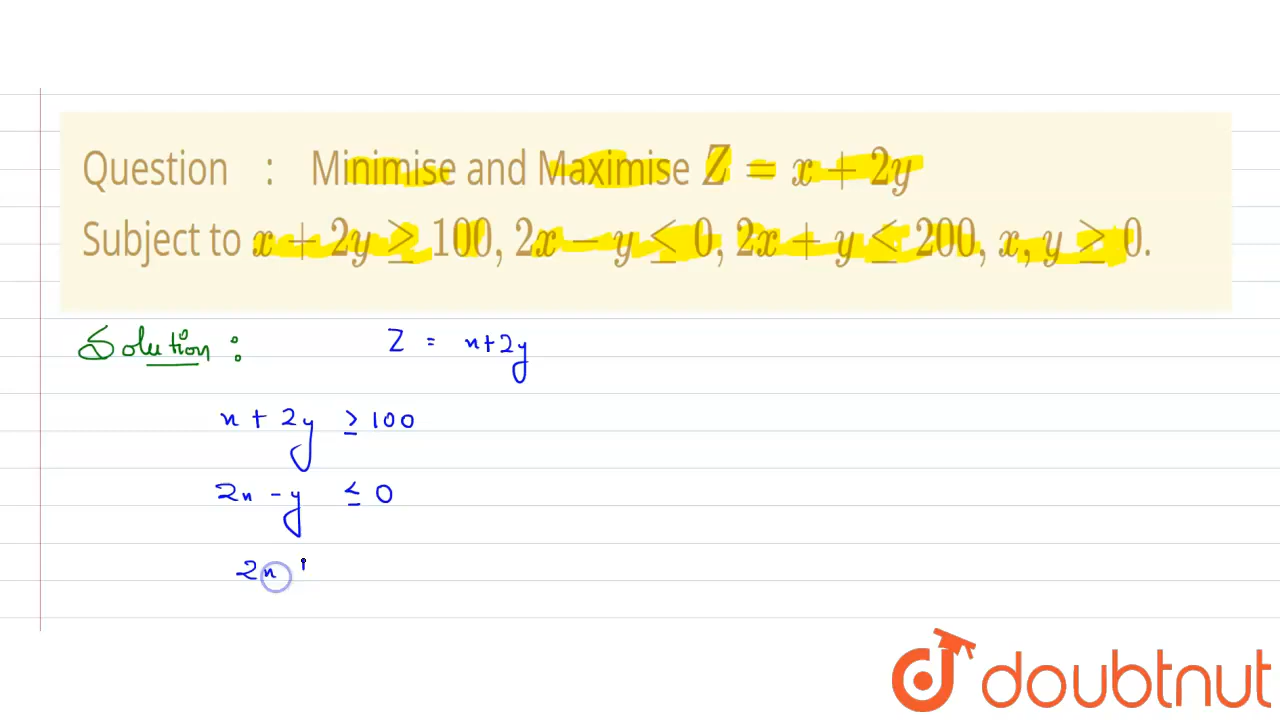 Question : Minimise and Maximise Z = x + 2y
Subject to x + 2y ≥ 100, 2x − y ≤ 0, 2x + y ≤ 200, x, y ≥ 0.
Solution : Z = x+2y
x + 2y ≥ 100
2x - y ≤ 0
2x
doubtnut